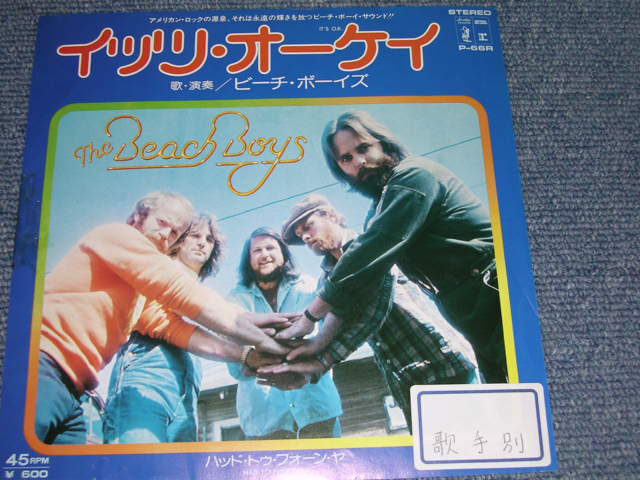 アメリカン・ロックの源泉、それは永遠の輝きを放つビーチ・ボーイ・サウンド!!
STEREO
IT'S O.K.
イッツ・オーケイ
P-66R
歌・演奏／ビーチ・ボーイズ
The Beach Boys
歌手別
45 RPM
¥ 600
ハッド・トゥ・フォーン・ヤ